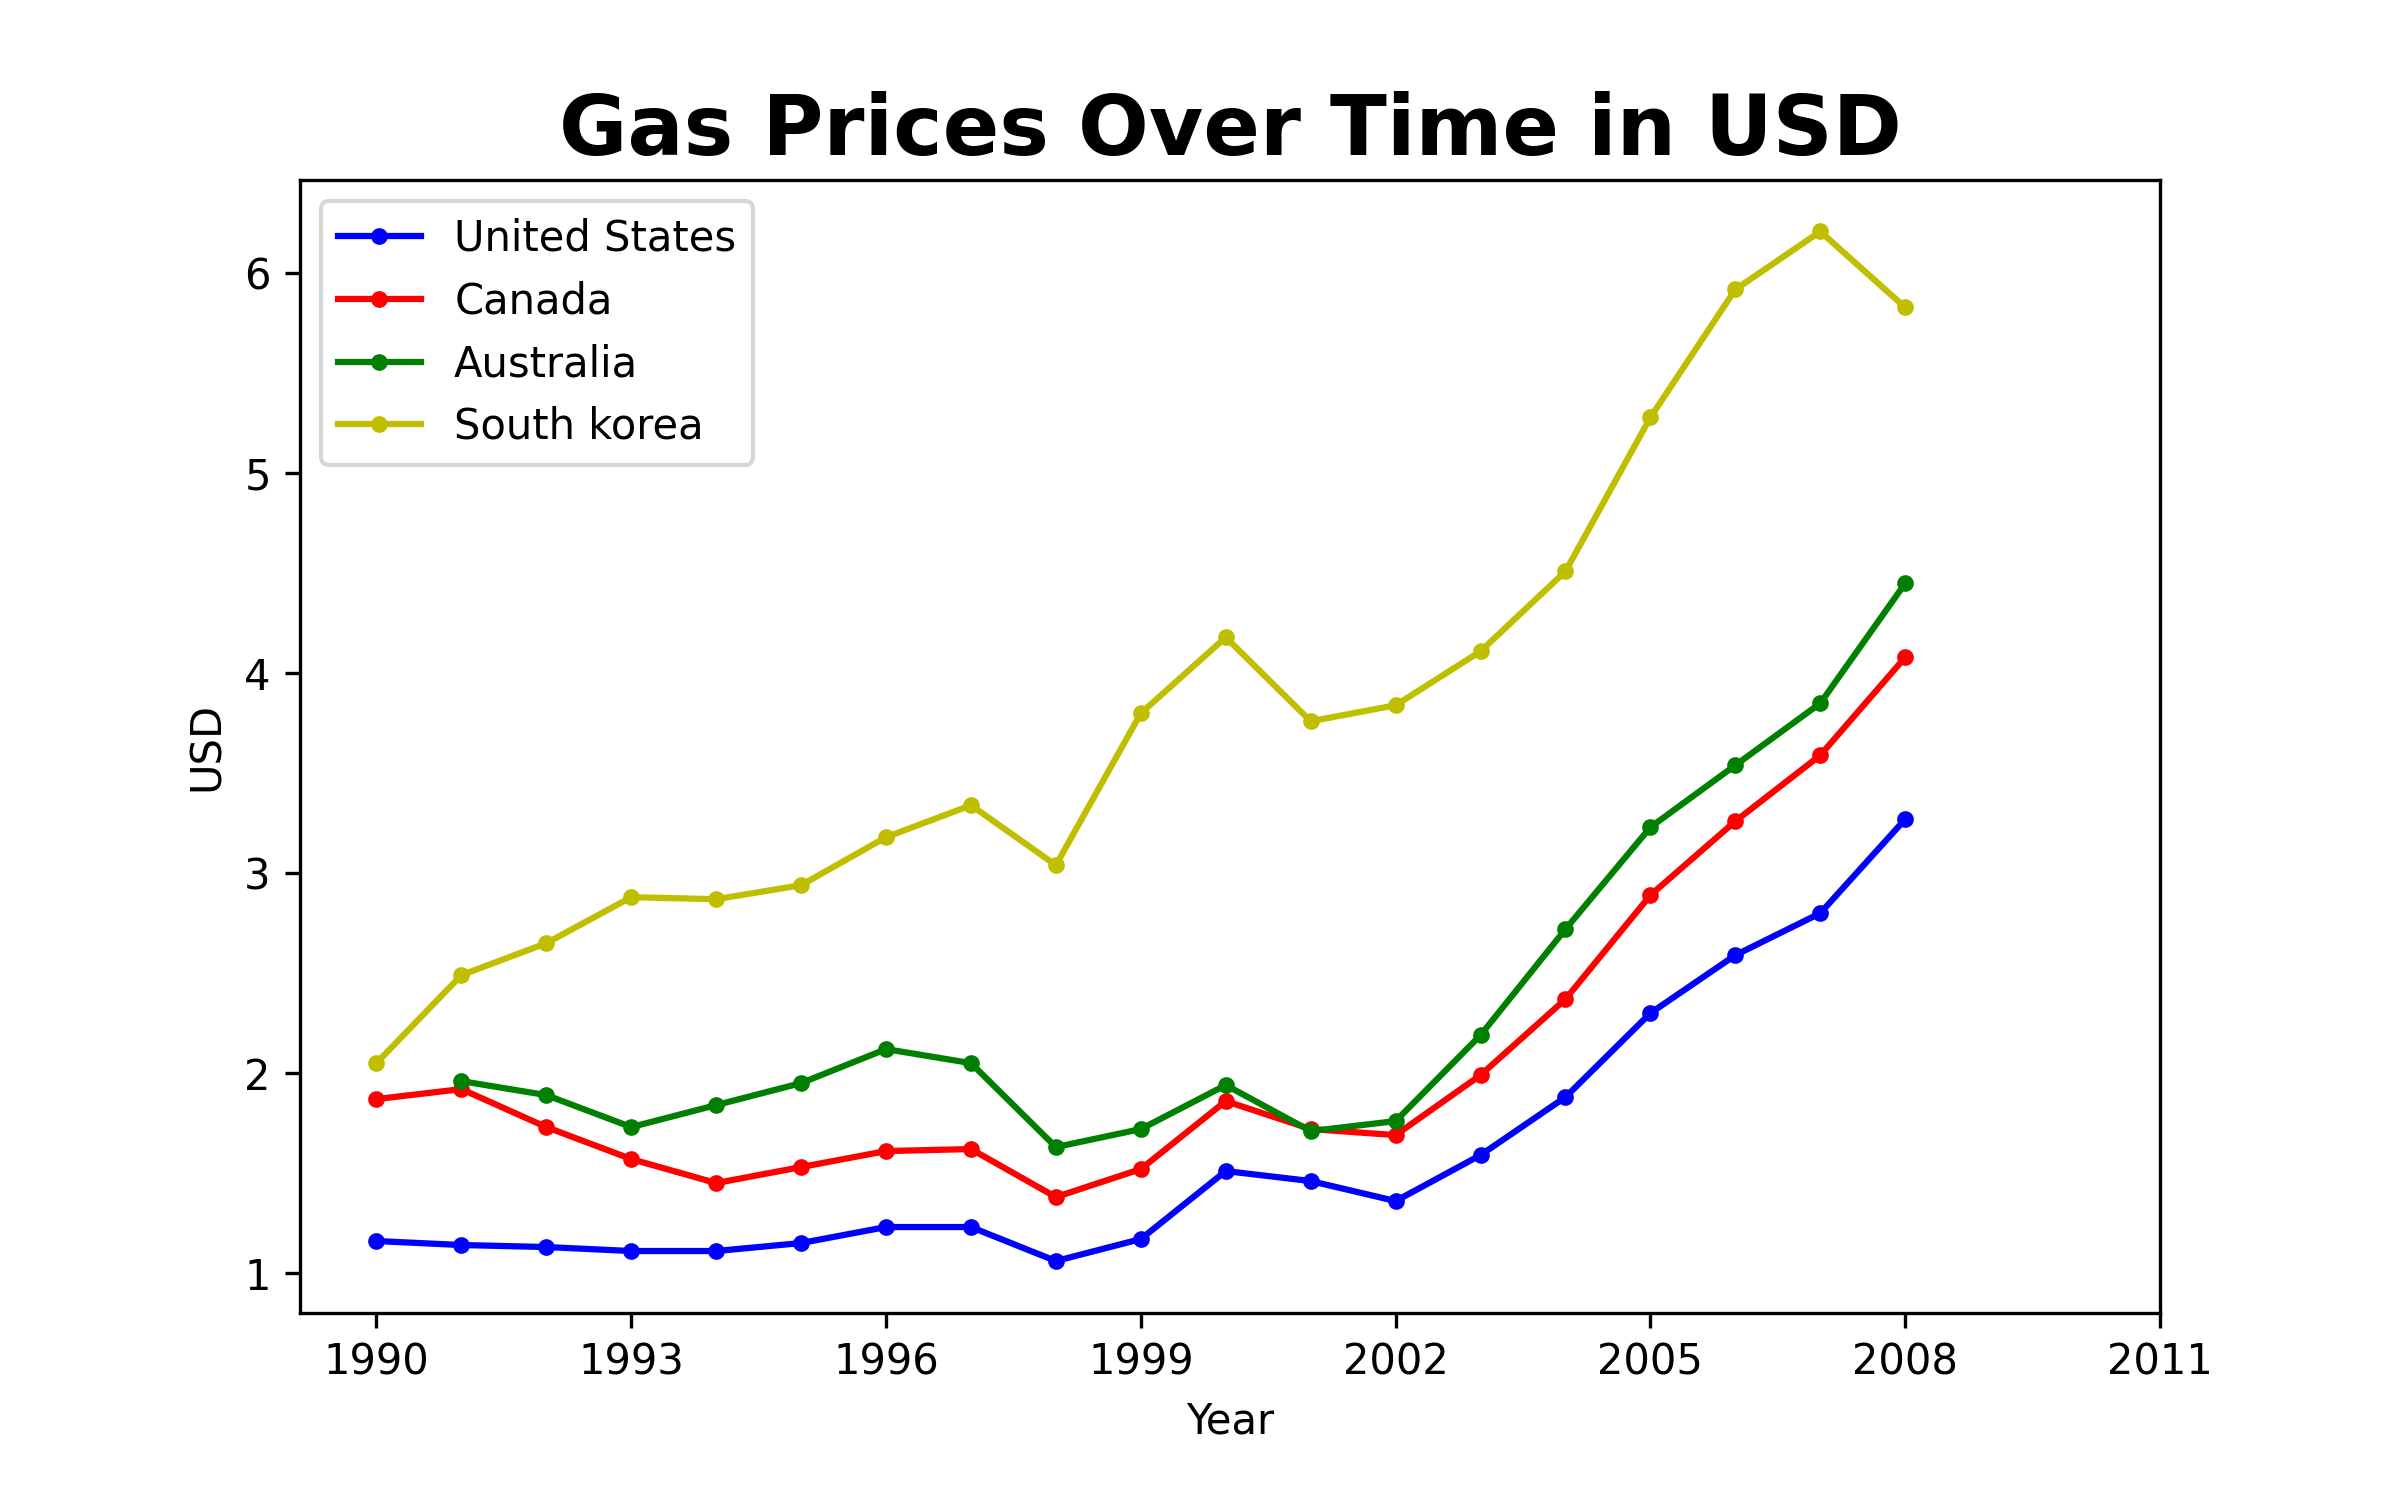 Gas Prices Over Time in USD
United States
Canada
Australia
South korea
6
5
4
3
2
1
USD
1990 1993 1996 1999 2002 2005 2008 2011
Year